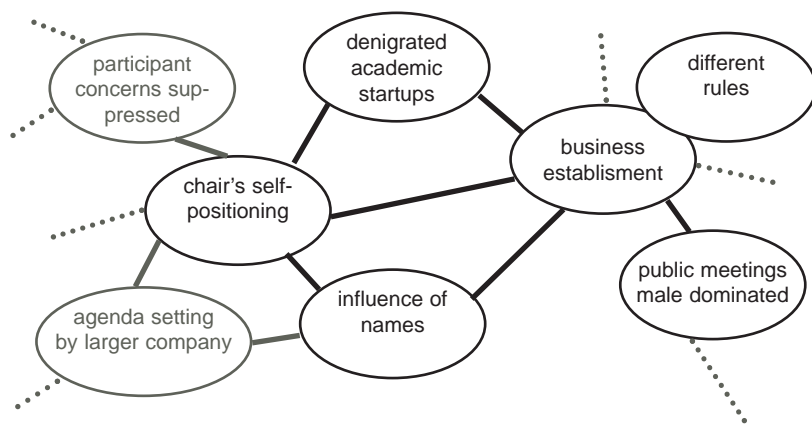 participant
concerns sup-
pressed
denigrated
academic
startups
different
rules
business
establisment
chair's self-
positioning
public meetings
male dominated
agenda setting
by larger company
influence of
names